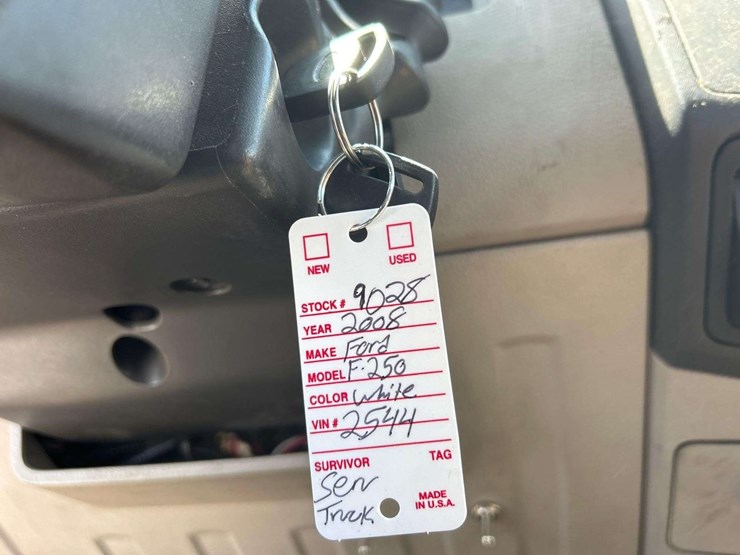 NEW USED
STOCK # 9028
YEAR 2008
MAKE Ford
MODEL F-250
COLOR White
VIN # 2544
SURVIVOR TAG
Serv
Truck
MADE
IN U.S.A.